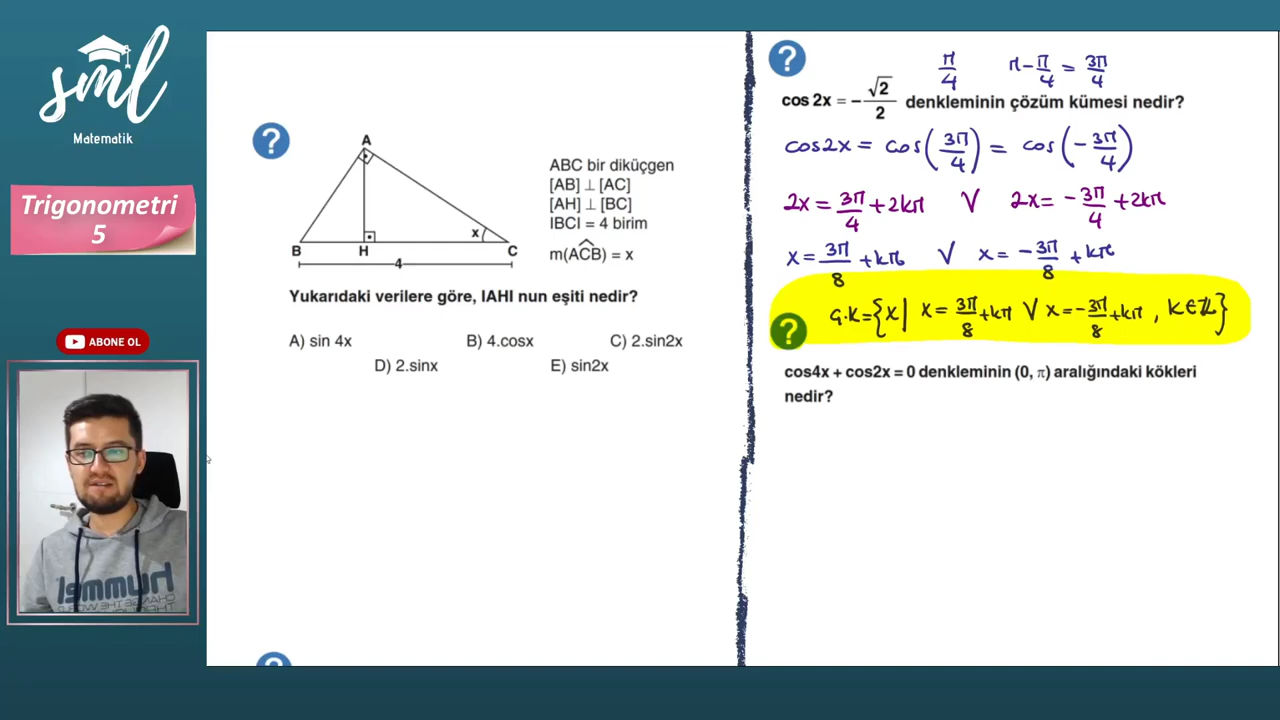 sml
Matematik
Trigonometri
5
ABONE OL
hummel
?
A
B
H
C
x
4
ABC bir diküçgen
[AB] ⊥ [AC]
[AH] ⊥ [BC]
IBCI = 4 birim
m(AĈB) = x
Yukarıdaki verilere göre, IAHI nun eşiti nedir?
A) sin 4x B) 4.cosx C) 2.sin2x
D) 2.sinx E) sin2x
?
π/4 π-π/4 = 3π/4
cos 2x = -√2/2 denkleminin çözüm kümesi nedir?
cos2x = cos(3π/4) = cos(-3π/4)
2x = 3π/4 + 2kπ V 2x = -3π/4 + 2kπ
x = 3π/8 + kπ V x = -3π/8 + kπ
Ç.K = {x| x = 3π/8 + kπ V x = -3π/8 + kπ, k∈ℤ}
?
cos4x + cos2x = 0 denkleminin (0, π) aralığındaki kökleri
nedir?